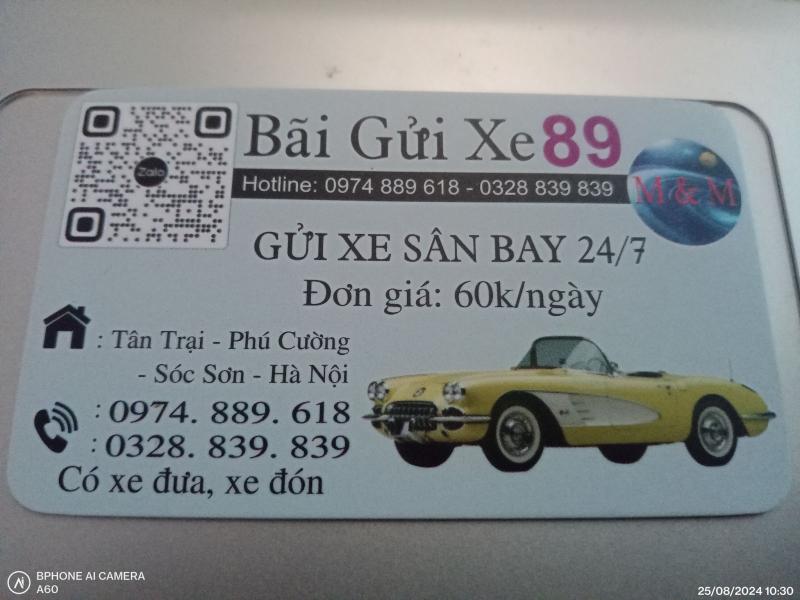 Zalo
Bãi Gửi Xe 89
Hotline: 0974 889 618 - 0328 839 839
M & M
GỬI XE SÂN BAY 24/7
Đơn giá: 60k/ngày
: Tân Trại - Phú Cường
- Sóc Sơn - Hà Nội
: 0974. 889. 618
: 0328. 839. 839
Có xe đưa, xe đón
BPHONE AI CAMERA
A60
25/08/2024 10:30